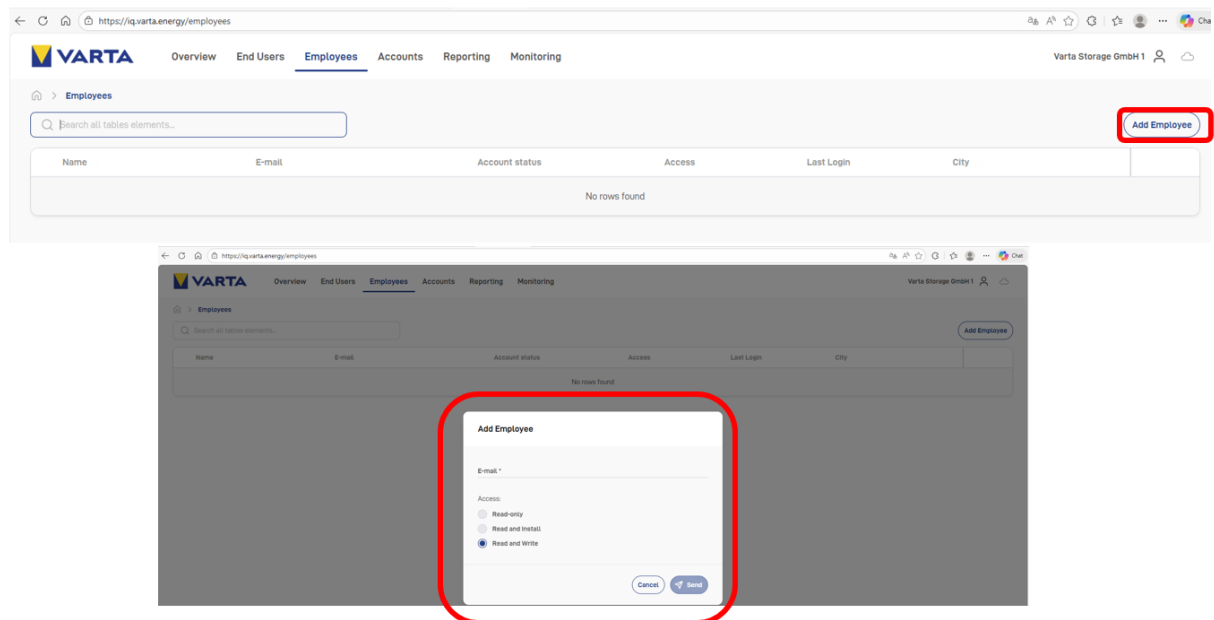 https://iq.varta.energy/employees
Cha
VARTA Overview End Users Employees Accounts Reporting Monitoring Varta Storage GmbH 1
> Employees
Search all tables elements...
Add Employee
Name E-mail Account status Access Last Login City
No rows found
https://iq.varta.energy/employees
Chat
VARTA Overview End Users Employees Accounts Reporting Monitoring Varta Storage GmbH 1
> Employees
Search all tables elements...
Add Employee
Name E-mail Account status Access Last Login City
No rows found
Add Employee
E-mail *
Access:
Read-only
Read and Install
Read and Write
Cancel Send